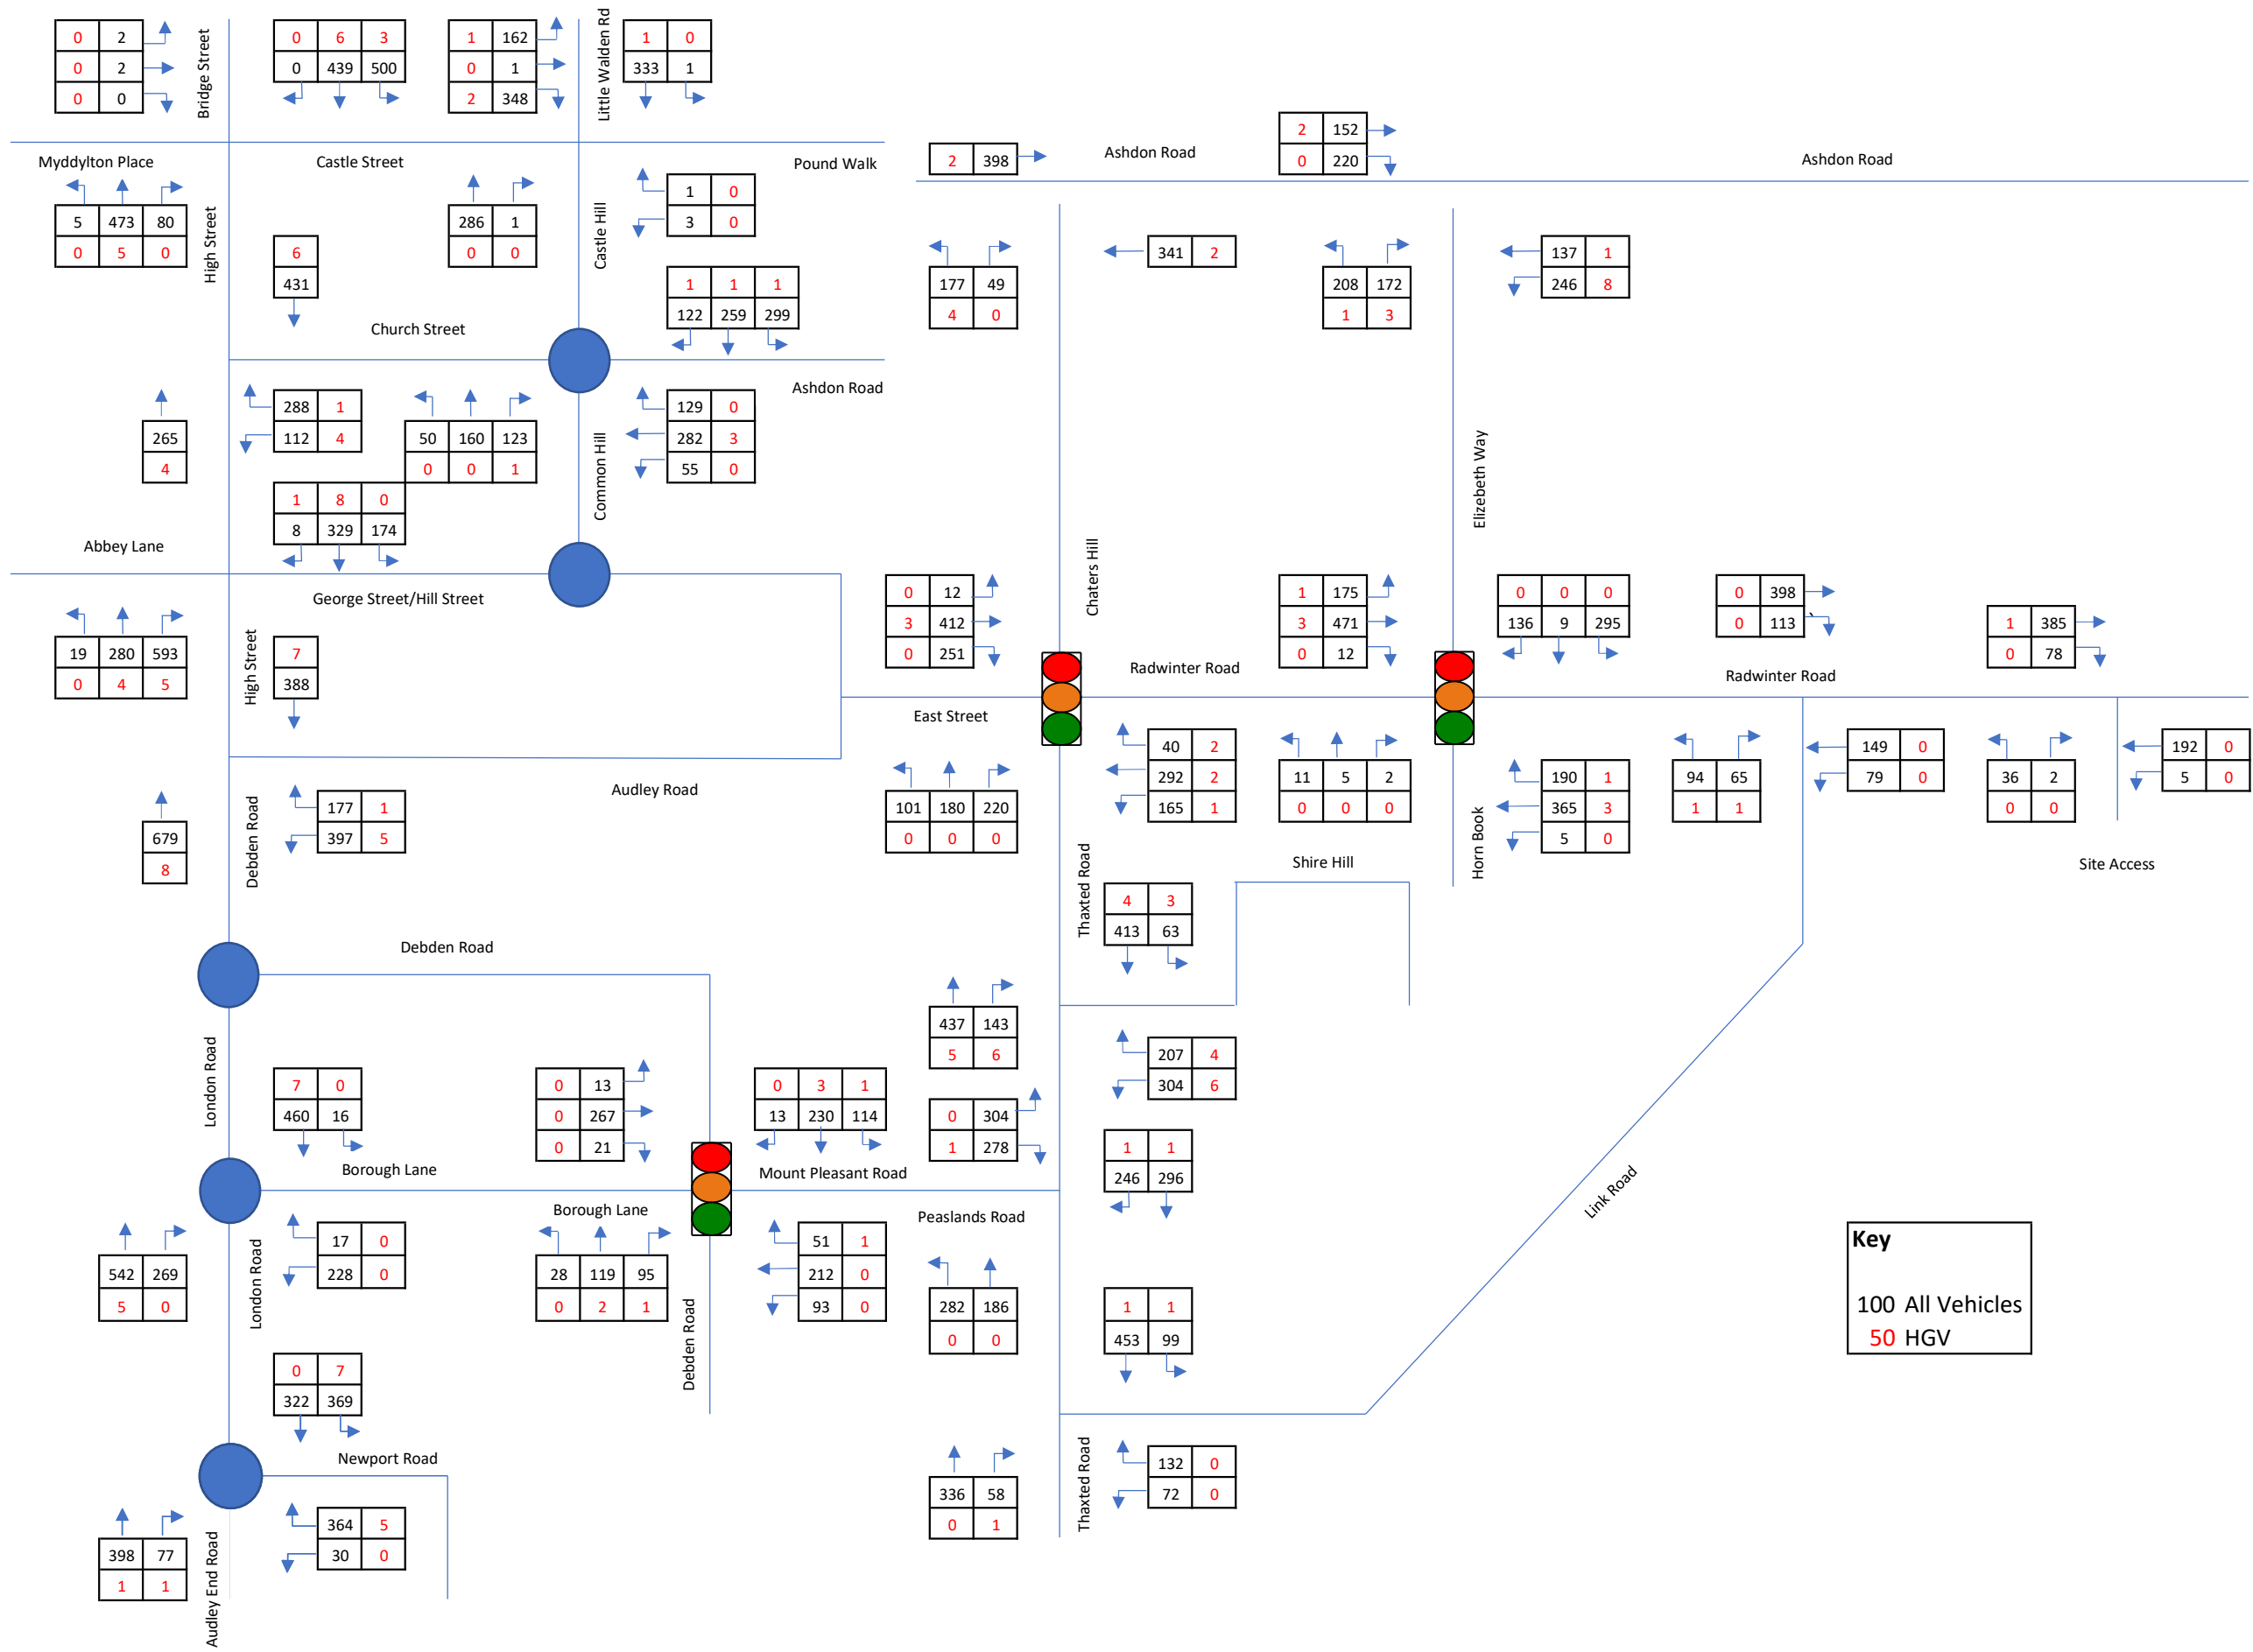 Bridge Street
0 2
0 2
0 0
0 6 3
0 439 500
1 162
0 1
2 348
Little Walden Rd
1 0
333 1
Myddylton Place
Castle Street
Pound Walk
2 398
Ashdon Road
2 152
0 220
Ashdon Road
5 473 80
0 5 0
High Street
6
431
286 1
0 0
Castle Hill
1 0
3 0
1 1 1
122 259 299
177 49
4 0
341 2
208 172
1 3
137 1
246 8
Church Street
Ashdon Road
265
4
288 1
112 4
50 160 123
0 0 1
Common Hill
129 0
282 3
55 0
1 8 0
8 329 174
Elizebeth Way
Abbey Lane
George Street/Hill Street
Chaters Hill
19 280 593
0 4 5
High Street
7
388
0 12
3 412
0 251
1 175
3 471
0 12
0 0 0
136 9 295
0 398
0 113 `
1 385
0 78
Radwinter Road
Radwinter Road
East Street
Audley Road
679
8
Debden Road
177 1
397 5
101 180 220
0 0 0
40 2
292 2
165 1
11 5 2
0 0 0
Horn Book
190 1
365 3
5 0
94 65
1 1
149 0
79 0
36 2
0 0
192 0
5 0
Shire Hill
Site Access
Thaxted Road
4 3
413 63
Debden Road
437 143
5 6
207 4
304 6
London Road
7 0
460 16
0 13
0 267
0 21
0 3 1
13 230 114
0 304
1 278
1 1
246 296
Borough Lane
Mount Pleasant Road
Borough Lane
Peaslands Road
Link Road
542 269
5 0
London Road
17 0
228 0
28 119 95
0 2 1
Debden Road
51 1
212 0
93 0
282 186
0 0
1 1
453 99
Key
100 All Vehicles
50 HGV
0 7
322 369
Newport Road
398 77
1 1
Audley End Road
364 5
30 0
336 58
0 1
Thaxted Road
132 0
72 0